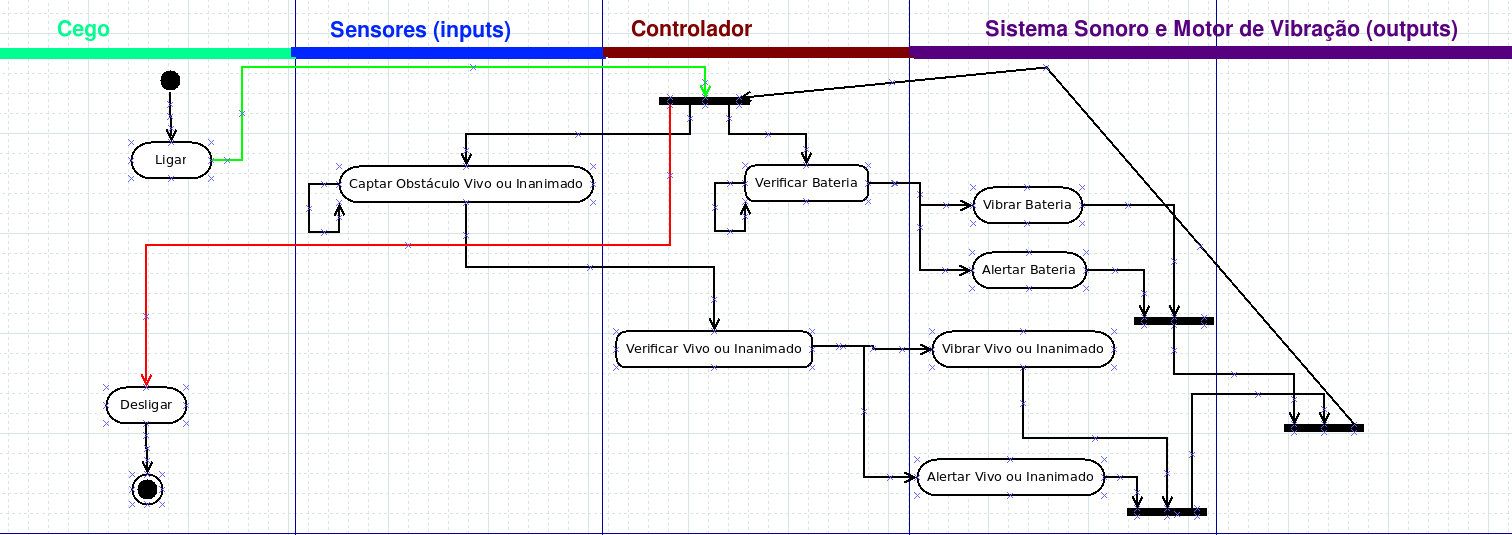 Cego
Sensores (inputs)
Controlador
Sistema Sonoro e Motor de Vibração (outputs)
Ligar
Captar Obstáculo Vivo ou Inanimado
Verificar Bateria
Vibrar Bateria
Alertar Bateria
Verificar Vivo ou Inanimado
Vibrar Vivo ou Inanimado
Desligar
Alertar Vivo ou Inanimado